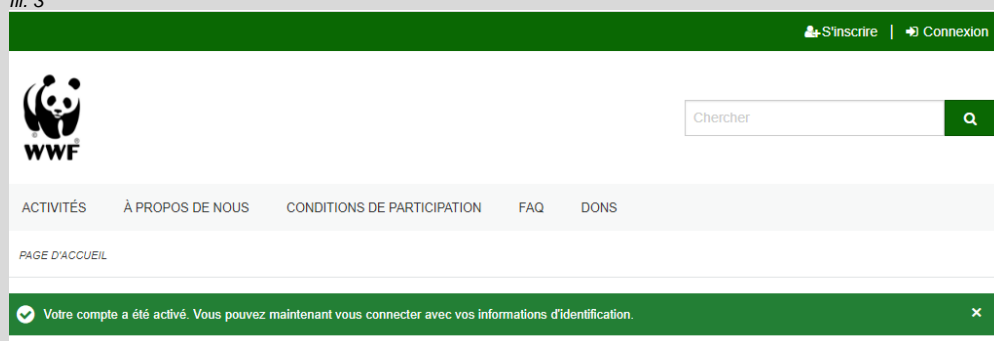 Ill. 3
S'inscrire | Connexion
WWF
Chercher
ACTIVITÉS À PROPOS DE NOUS CONDITIONS DE PARTICIPATION FAQ DONS
PAGE D'ACCUEIL
Votre compte a été activé. Vous pouvez maintenant vous connecter avec vos informations d'identification. ×